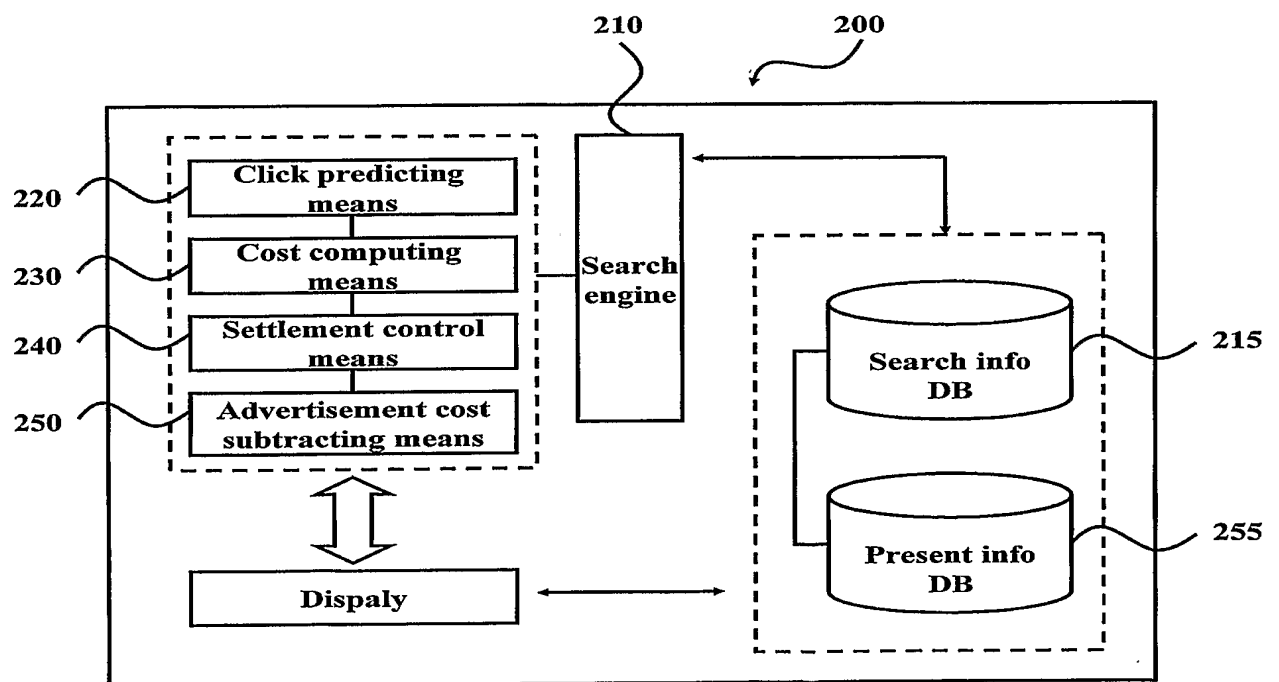 210
200
220
Click predicting
means
230
Cost computing
means
240
Settlement control
means
250
Advertisement cost
subtracting means
Search
engine
Search info
DB
215
Present info
DB
255
Dispaly